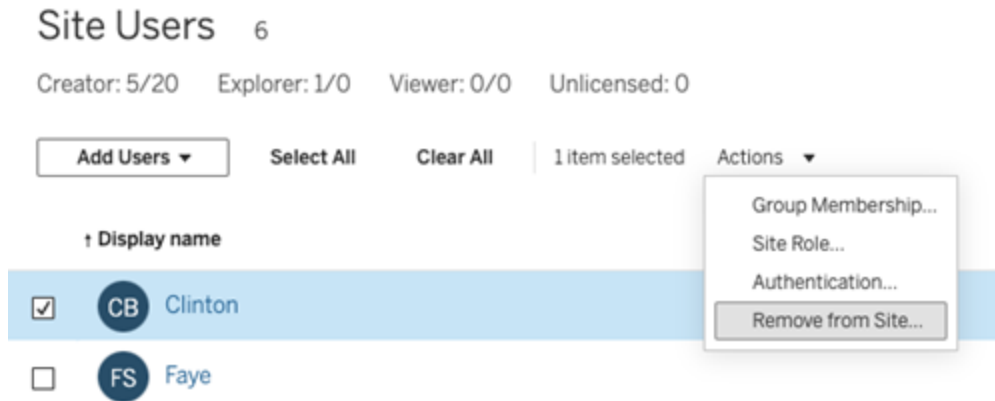 Site Users 6
Creator: 5/20 Explorer: 1/0 Viewer: 0/0 Unlicensed: 0
Add Users ▼ Select All Clear All 1 item selected Actions ▼
Group Membership...
↑ Display name
Site Role...
Authentication...
CB Clinton
Remove from Site...
FS Faye